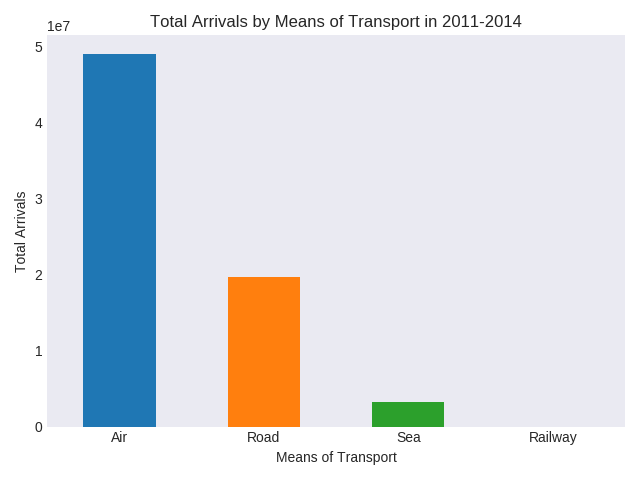 Total Arrivals by Means of Transport in 2011-2014
1e7
5
4
3
2
1
0
Total Arrivals
Air Road Sea Railway
Means of Transport